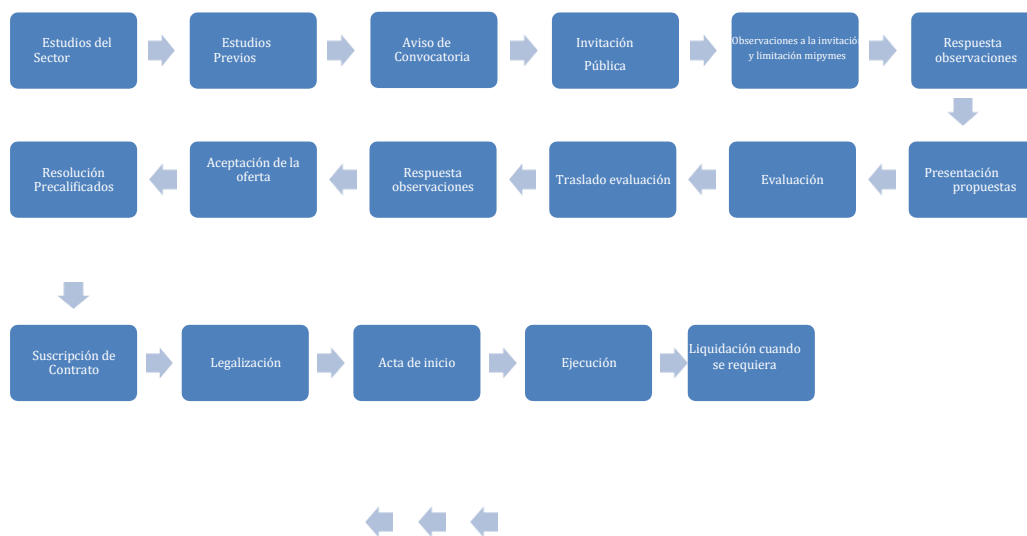 Estudios del
Sector
Estudios
Previos
Aviso de
Convocatoria
Invitación
Pública
Observaciones a la invitació
y limitación mipymes
Respuesta
observaciones
Resolución
Precalificados
Aceptación de la
oferta
Respuesta
observaciones
Traslado evaluación
Evaluación
Presentación
propuestas
Suscripción de
Contrato
Legalización
Acta de inicio
Ejecución
Liquidación cuando
se requiera